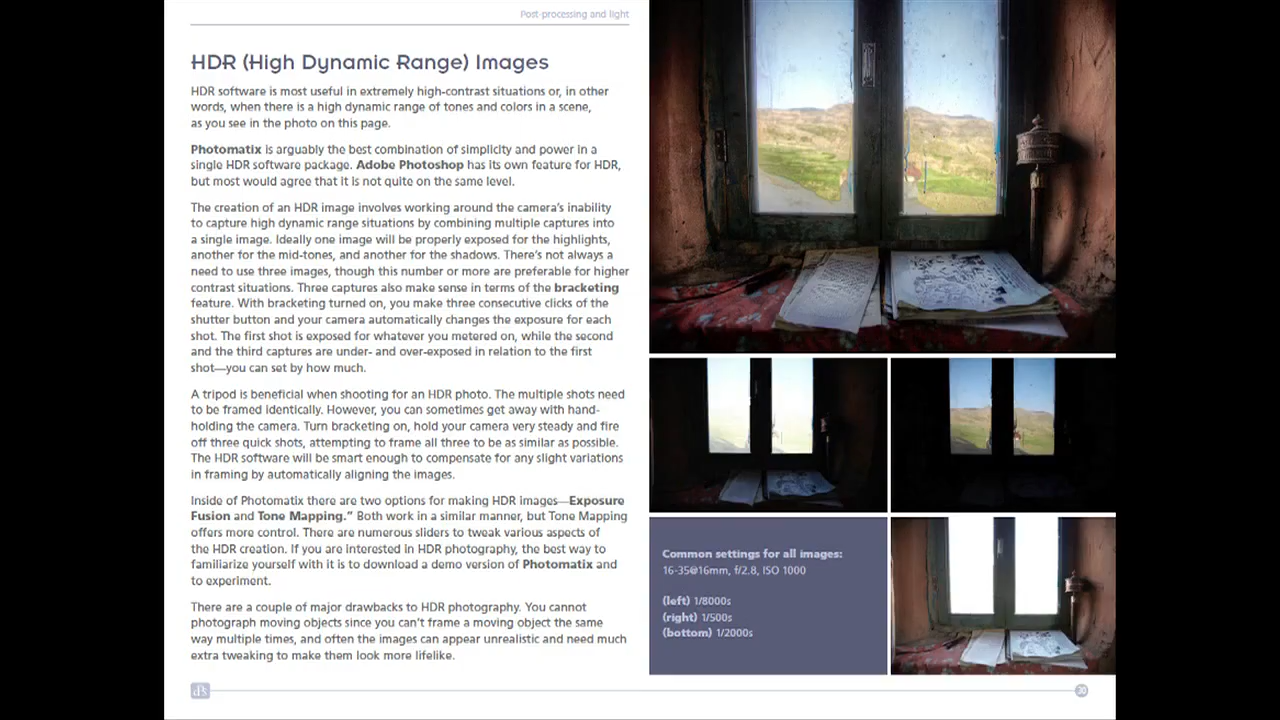 Post-processing and light
HDR (High Dynamic Range) Images
HDR software is most useful in extremely high-contrast situations or, in other
words, when there is a high dynamic range of tones and colors in a scene,
as you see in the photo on this page.
Photomatix is arguably the best combination of simplicity and power in a
single HDR software package. Adobe Photoshop has its own feature for HDR,
but most would agree that it is not quite on the same level.
The creation of an HDR image involves working around the camera's inability
to capture high dynamic range situations by combining multiple captures into
a single image. Ideally one image will be properly exposed for the highlights,
another for the mid-tones, and another for the shadows. There's not always a
need to use three images, though this number or more are preferable for higher
contrast situations. Three captures also make sense in terms of the bracketing
feature. With bracketing turned on, you make three consecutive clicks of the
shutter button and your camera automatically changes the exposure for each
shot. The first shot is exposed for whatever you metered on, while the second
and the third captures are under- and over-exposed in relation to the first
shot—you can set by how much.
A tripod is beneficial when shooting for an HDR photo. The multiple shots need
to be framed identically. However, you can sometimes get away with hand-
holding the camera. Turn bracketing on, hold your camera very steady and fire
off three quick shots, attempting to frame all three to be as similar as possible.
The HDR software will be smart enough to compensate for any slight variations
in framing by automatically aligning the images.
Inside of Photomatix there are two options for making HDR images—Exposure
Fusion and Tone Mapping." Both work in a similar manner, but Tone Mapping
offers more control. There are numerous sliders to tweak various aspects of
the HDR creation. If you are interested in HDR photography, the best way to
familiarize yourself with it is to download a demo version of Photomatix and
to experiment.
There are a couple of major drawbacks to HDR photography. You cannot
photograph moving objects since you can't frame a moving object the same
way multiple times, and often the images can appear unrealistic and need much
extra tweaking to make them look more lifelike.
Common settings for all images:
16-35@16mm, f/2.8, ISO 1000
(left) 1/8000s
(right) 1/500s
(bottom) 1/2000s
dPs
30